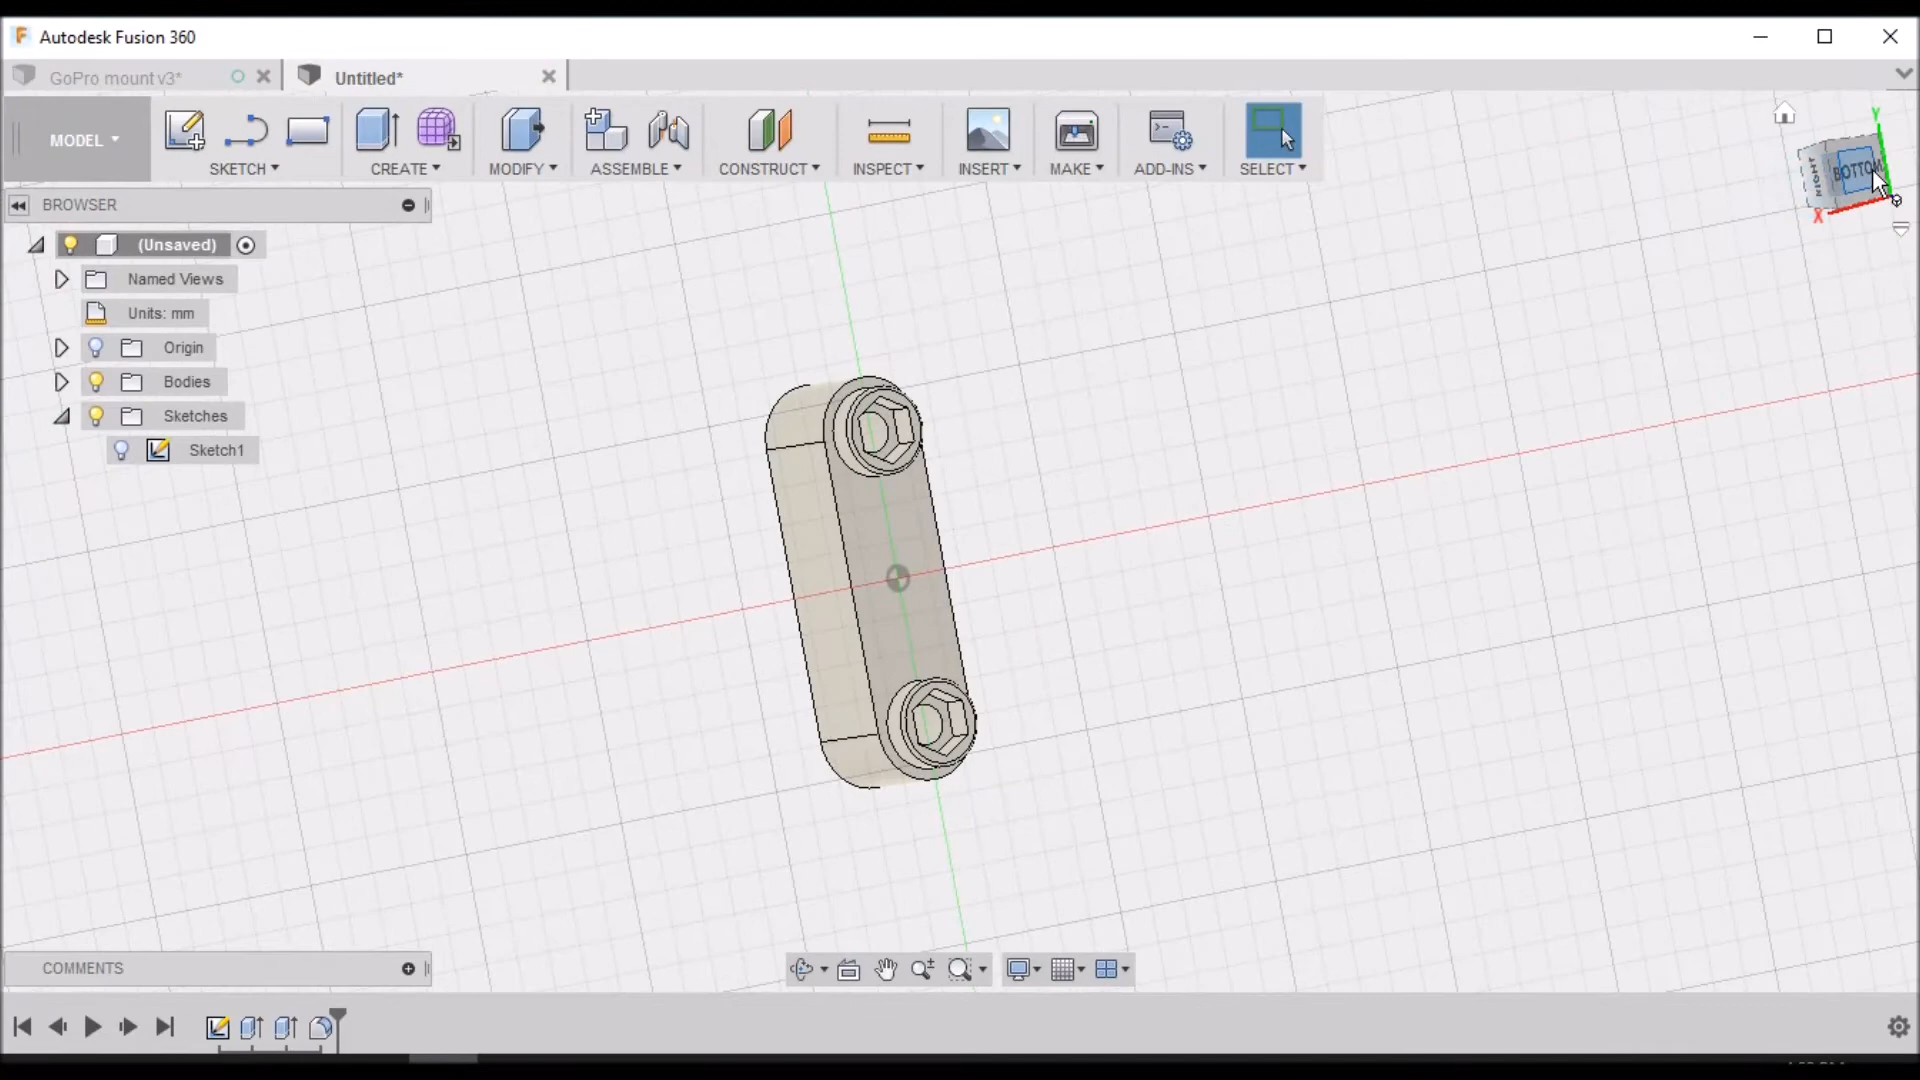 Autodesk Fusion 360
GoPro mount v3*
Untitled*
MODEL
SKETCH
CREATE
MODIFY
ASSEMBLE
CONSTRUCT
INSPECT
INSERT
MAKE
ADD-INS
SELECT
Y
RIGHT
BOTTOM
X
BROWSER
(Unsaved)
Named Views
Units: mm
Origin
Bodies
Sketches
Sketch1
COMMENTS